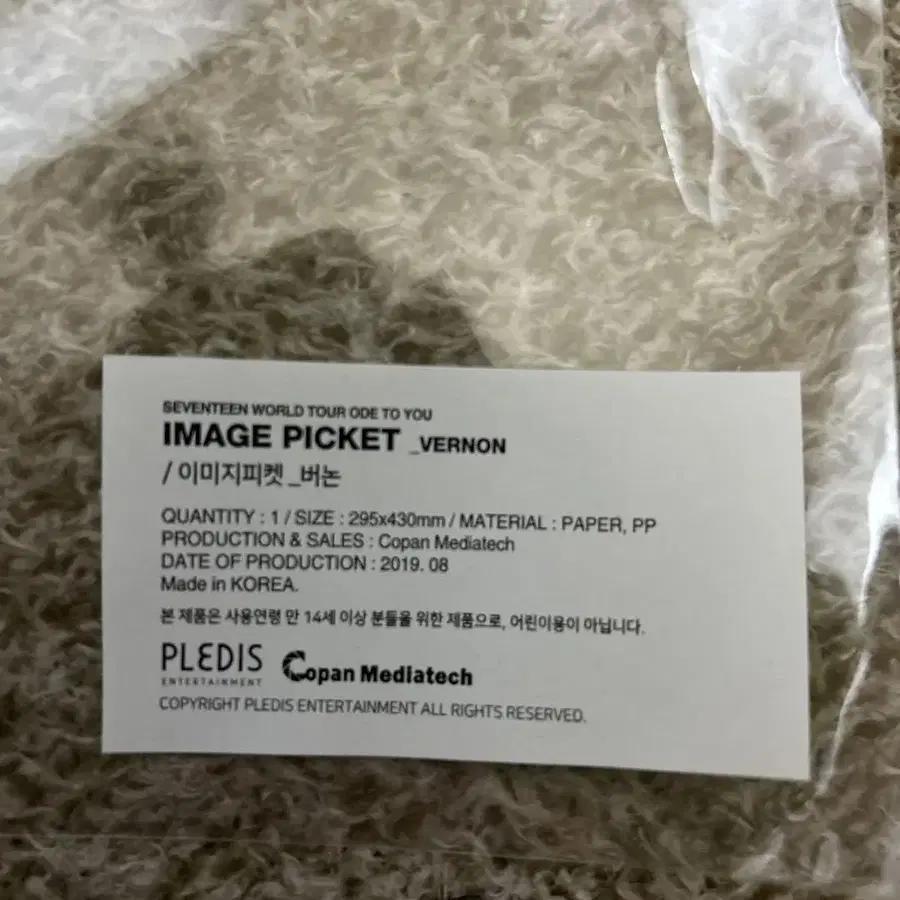 SEVENTEEN WORLD TOUR ODE TO YOU
IMAGE PICKET _VERNON
/ 이미지피켓_버논
QUANTITY : 1 / SIZE : 295x430mm / MATERIAL : PAPER, PP
PRODUCTION & SALES : Copan Mediatech
DATE OF PRODUCTION : 2019. 08
Made in KOREA.
본 제품은 사용연령 만 14세 이상 분들을 위한 제품으로, 어린이용이 아닙니다.
PLEDIS Copan Mediatech
ENTERTAINMENT
COPYRIGHT PLEDIS ENTERTAINMENT ALL RIGHTS RESERVED.